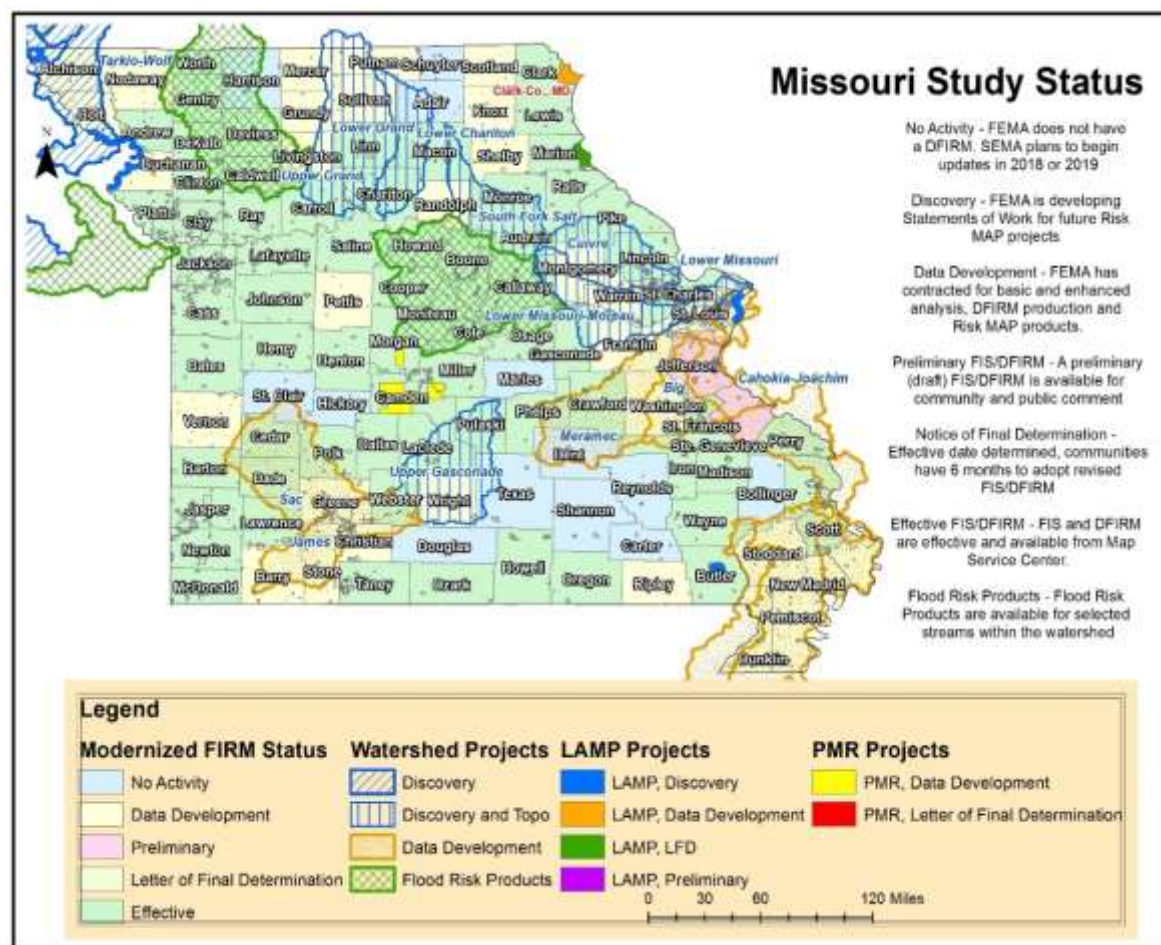 Missouri Study Status
No Activity - FEMA does not have
a DFIRM. SEMA plans to begin
updates in 2018 or 2019
Discovery - FEMA is developing
Statements of Work for future Risk
MAP projects
Data Development - FEMA has
contracted for basic and enhanced
analysis, DFIRM production and
Risk MAP products.
Preliminary FIS/DFIRM - A preliminary
(draft) FIS/DFIRM is available for
community and public comment
Notice of Final Determination -
Effective date determined, communities
have 6 months to adopt revised
FIS/DFIRM
Effective FIS/DFIRM - FIS and DFIRM
are effective and available from Map
Service Center.
Flood Risk Products - Flood Risk
Products are available for selected
streams within the watershed
Tarkio-Wolf
Atchison
Nodaway
Worth
Harrison
Mercer
Putnam
Schuyler
Scotland
Clark
Clark Co., MO
Holt
Gentry
Sullivan
Adair
Knox
Lewis
Grundy
Andrew
DeKalb
Daviess
Lower Grand
Lower Chariton
Linn
Macon
Shelby
Marion
Livingston
Buchanan
Clinton
Caldwell
Upper Grand
Chariton
Carroll
Randolph
Monroe
Ralls
Platte
Clay
Ray
South Fork Salt
Pike
Saline
Howard
Boone
Audrain
Cuivre
Jackson
Lafayette
Lincoln
Lower Missouri
Montgomery
Cooper
Callaway
Warren
St. Charles
Johnson
Pettis
St. Louis
Cass
Moniteau
Lower Missouri-Moreau
Cole
Osage
Franklin
Morgan
Gasconade
Henry
Benton
Bates
Miller
Jefferson
Maries
Cahokia-Joachim
St. Clair
Hickory
Camden
Big
Crawford
Washington
Phelps
Vernon
Pulaski
Meramec
St. Francois
Cedar
Dallas
Laclede
Dent
Ste. Genevieve
Perry
Polk
Upper Gasconade
Iron
Madison
Barton
Dade
Reynolds
Sac
Greene
Webster
Wright
Texas
Bollinger
Jasper
Lawrence
Shannon
Wayne
James
Christian
Douglas
Carter
Scott
Newton
Stoddard
Barry
Stone
Howell
Butler
McDonald
Taney
Ozark
Oregon
Ripley
New Madrid
Pemiscot
Dunklin
N
Legend
Modernized FIRM Status
No Activity
Data Development
Preliminary
Letter of Final Determination
Effective
Watershed Projects
Discovery
Discovery and Topo
Data Development
Flood Risk Products
LAMP Projects
LAMP, Discovery
LAMP, Data Development
LAMP, LFD
LAMP, Preliminary
PMR Projects
PMR, Data Development
PMR, Letter of Final Determination
0 30 60 120 Miles